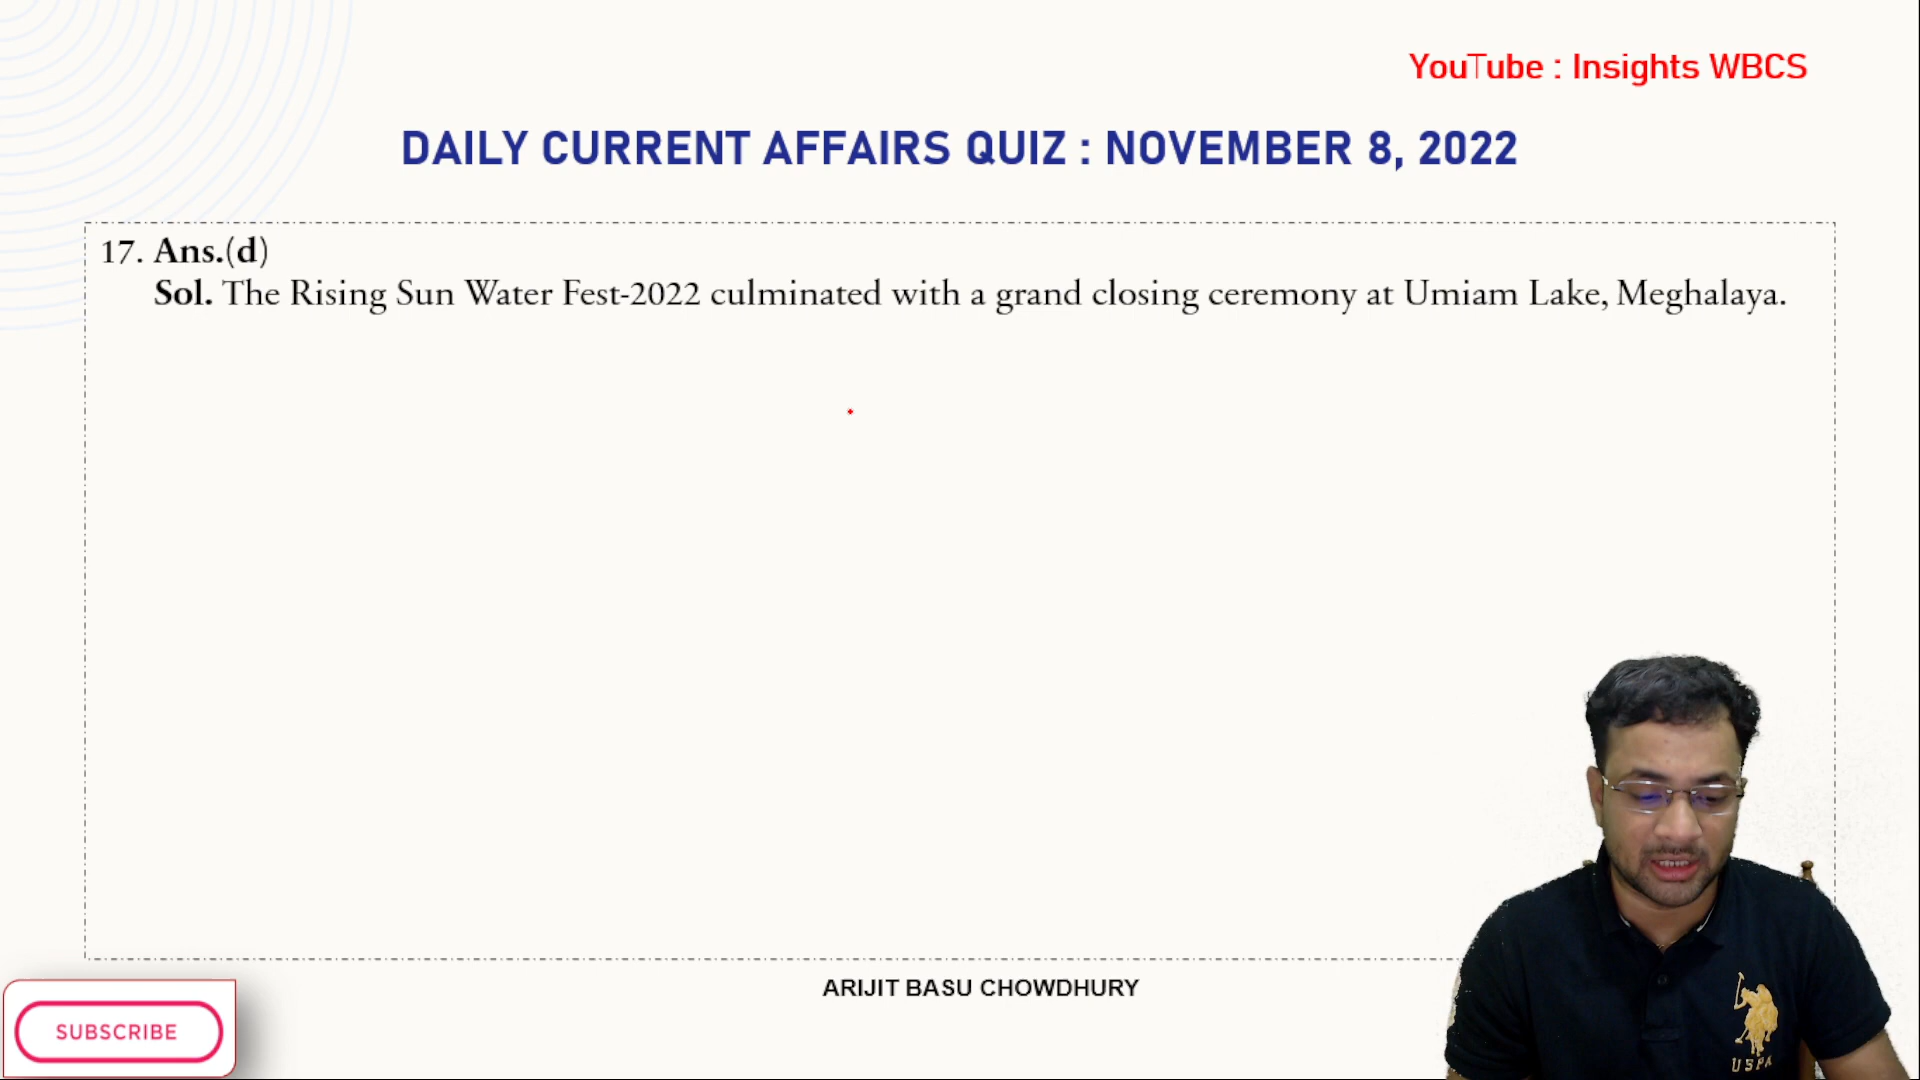 YouTube : Insights WBCS
DAILY CURRENT AFFAIRS QUIZ : NOVEMBER 8, 2022
17. Ans.(d)
Sol. The Rising Sun Water Fest-2022 culminated with a grand closing ceremony at Umiam Lake, Meghalaya.
ARIJIT BASU CHOWDHURY
SUBSCRIBE
USPA